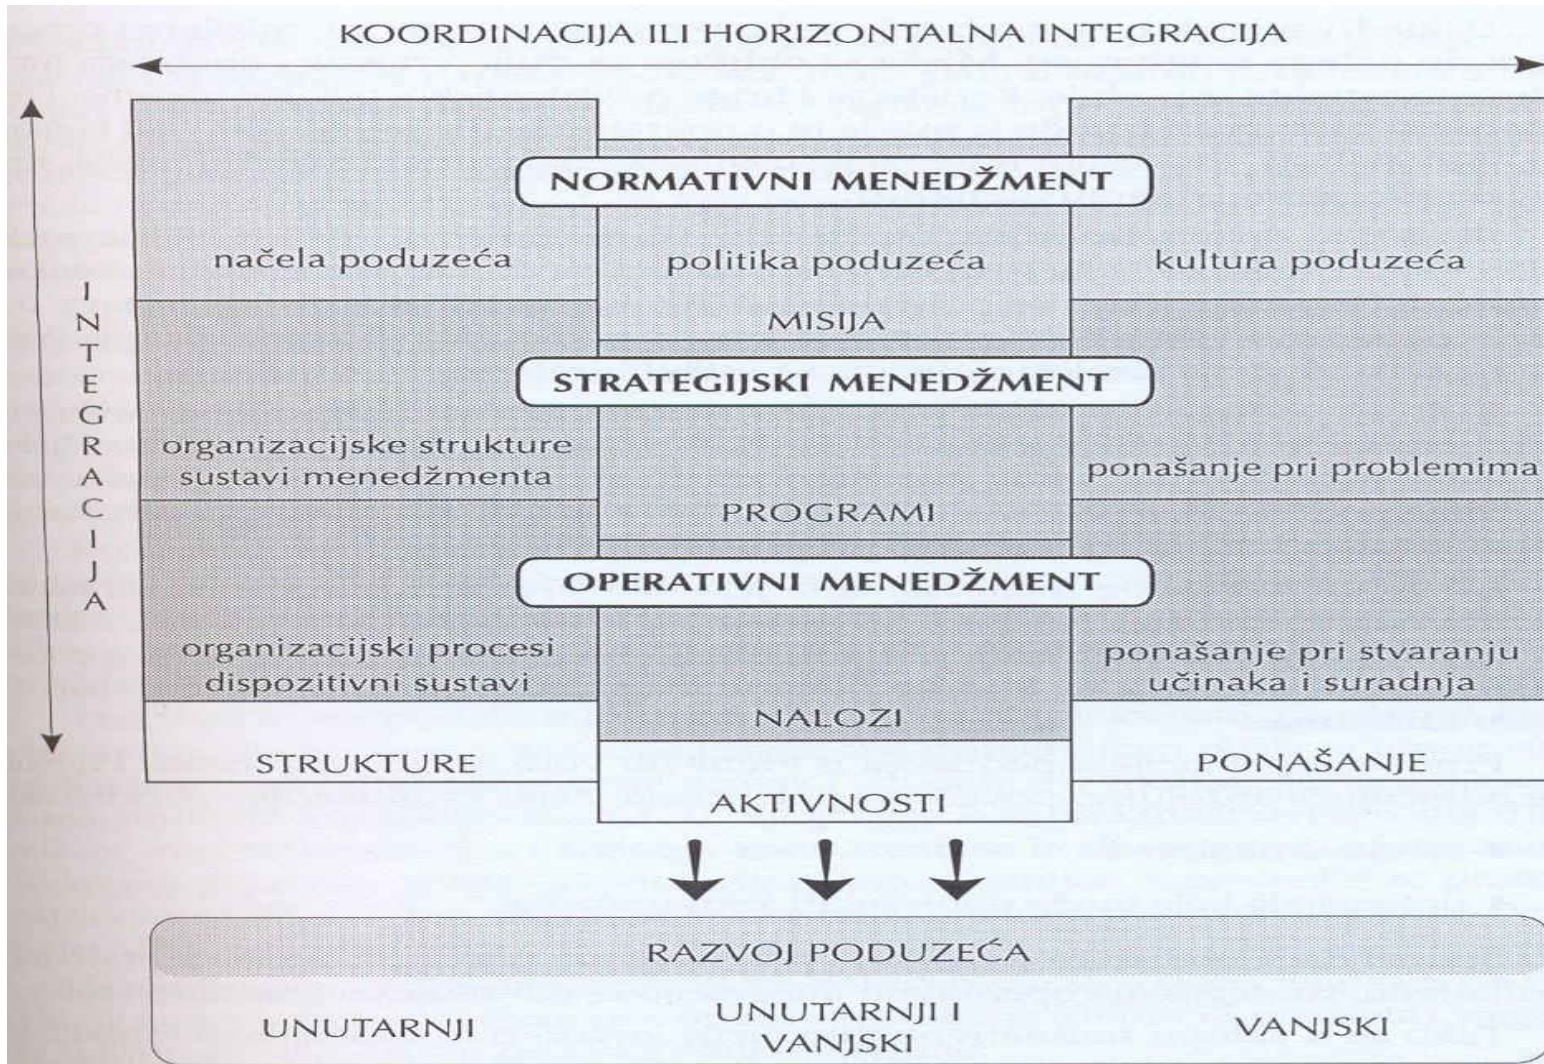 KOORDINACIJA ILI HORIZONTALNA INTEGRACIJA
INTEGRACIJA
NORMATIVNI MENEDŽMENT
načela poduzeća
politika poduzeća
kultura poduzeća
MISIJA
STRATEGIJSKI MENEDŽMENT
organizacijske strukture
sustavi menedžmenta
ponašanje pri problemima
PROGRAMI
OPERATIVNI MENEDŽMENT
organizacijski procesi
dispozitivni sustavi
ponašanje pri stvaranju
učinaka i suradnja
NALOZI
STRUKTURE
AKTIVNOSTI
PONAŠANJE
RAZVOJ PODUZEĆA
UNUTARNJI
UNUTARNJI I
VANJSKI
VANJSKI